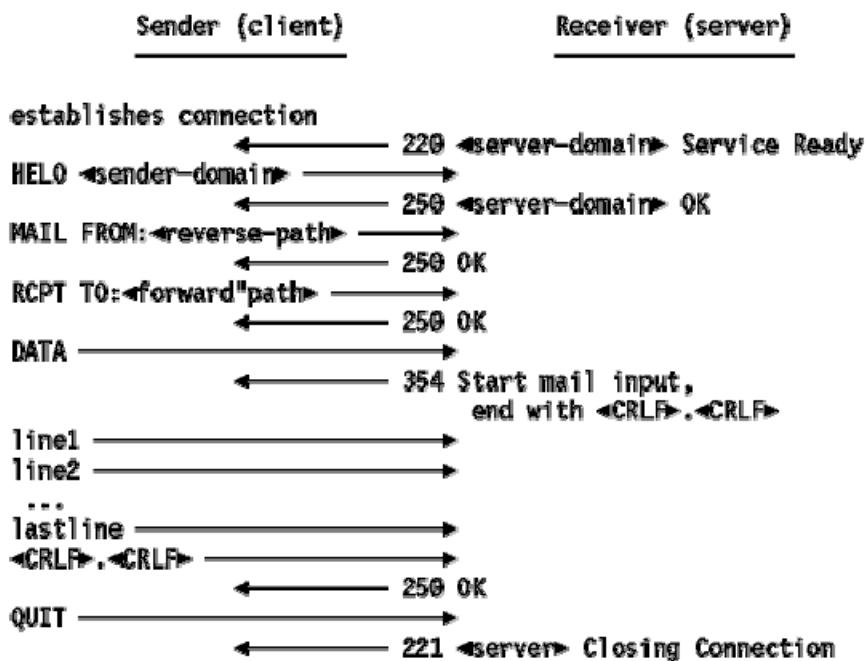 Sender (client) Receiver (server)
establishes connection
220 <server-domain> Service Ready
HELO <sender-domain>
250 <server-domain> OK
MAIL FROM:<reverse-path>
250 OK
RCPT TO:<forward"path>
250 OK
DATA
354 Start mail input,
end with <CRLF>.<CRLF>
line1
line2
...
lastline
<CRLF>.<CRLF>
250 OK
QUIT
221 <server> Closing Connection